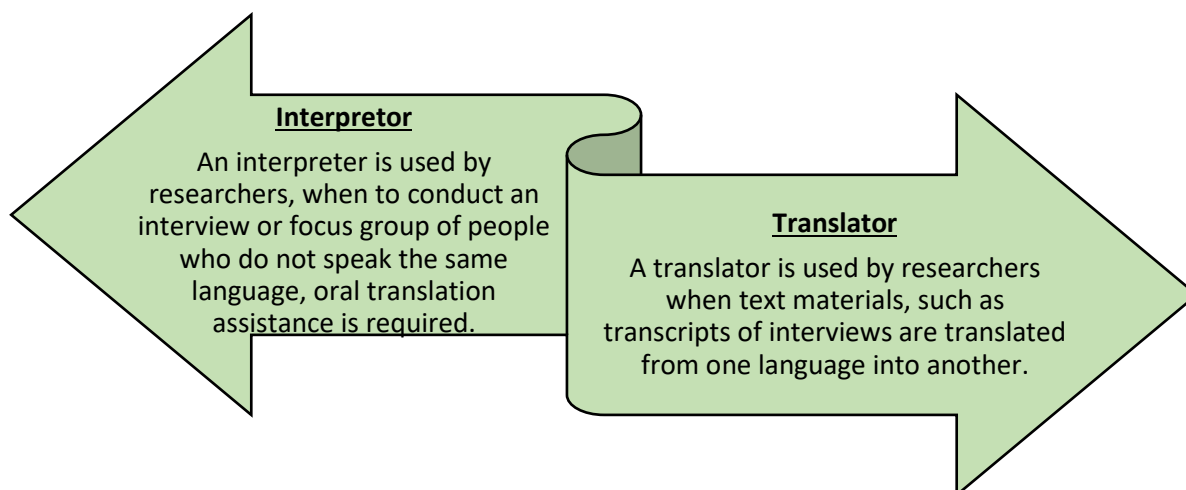 Interpretor
An interpreter is used by
researchers, when to conduct an
interview or focus group of people
who do not speak the same
language, oral translation
assistance is required.
Translator
A translator is used by researchers
when text materials, such as
transcripts of interviews are translated
from one language into another.